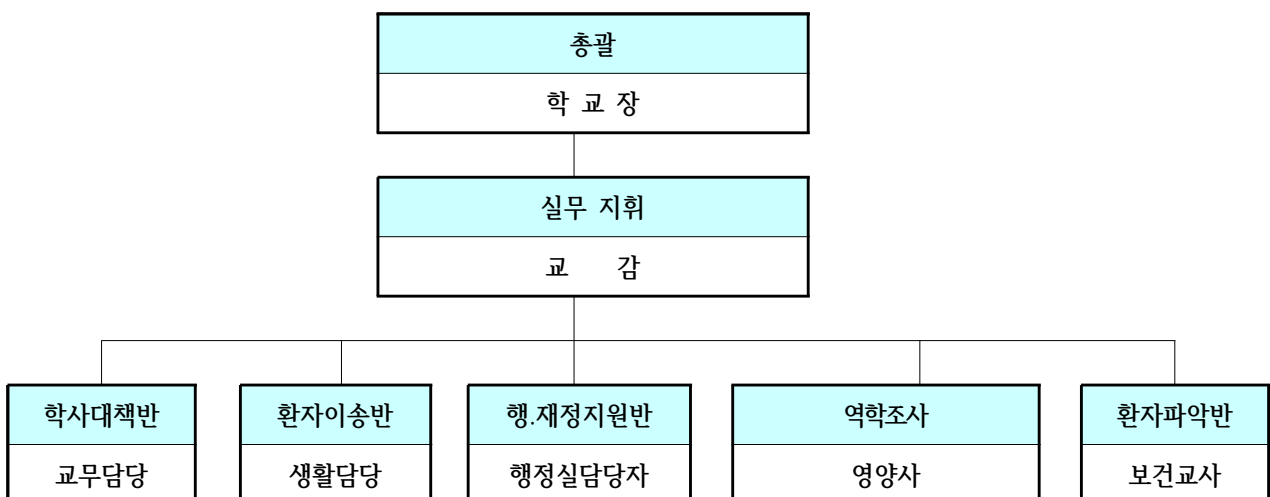 총괄
학 교 장
실무 지휘
교 감
학사대책반
환자이송반
행.재정지원반
역학조사
환자파악반
교무담당
생활담당
행정실담당자
영양사
보건교사